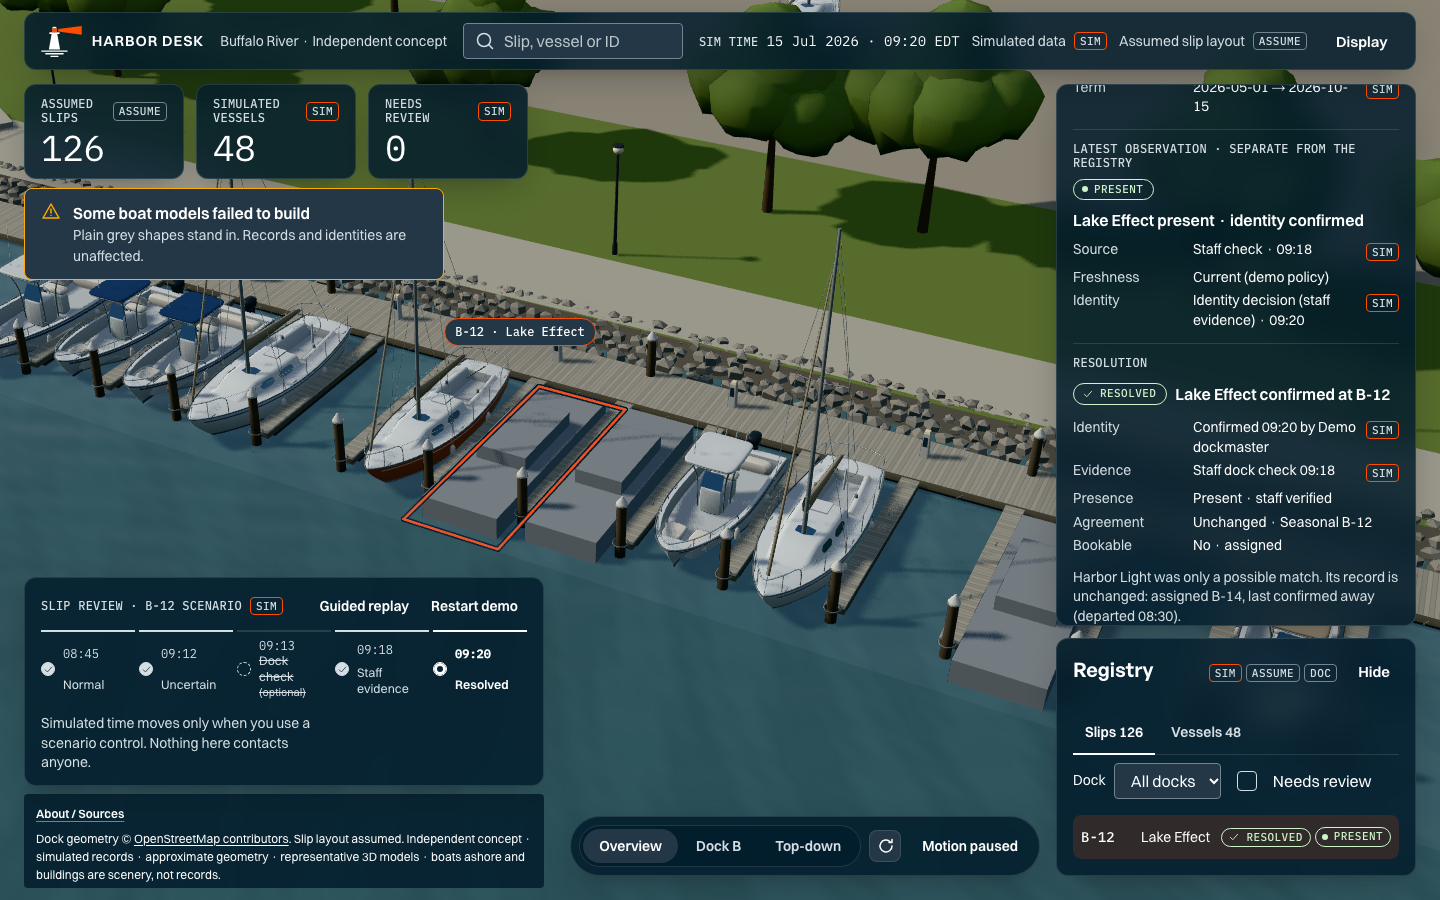 HARBOR DESK
Buffalo River · Independent concept
Slip, vessel or ID
SIM TIME 15 Jul 2026 · 09:20 EDT
Simulated data SIM
Assumed slip layout ASSUME
Display
ASSUMED SLIPS ASSUME
126
SIMULATED VESSELS SIM
48
NEEDS REVIEW SIM
0
Some boat models failed to build
Plain grey shapes stand in. Records and identities are
unaffected.
B-12 · Lake Effect
Term 2026-05-01 → 2026-10- SIM
15
LATEST OBSERVATION · SEPARATE FROM THE
REGISTRY
PRESENT
Lake Effect present · identity confirmed
Source Staff check · 09:18 SIM
Freshness Current (demo policy)
Identity Identity decision (staff SIM
evidence) · 09:20
RESOLUTION
RESOLVED Lake Effect confirmed at B-12
Identity Confirmed 09:20 by Demo SIM
dockmaster
Evidence Staff dock check 09:18 SIM
Presence Present · staff verified
Agreement Unchanged · Seasonal B-12
Bookable No · assigned
Harbor Light was only a possible match. Its record is
unchanged: assigned B-14, last confirmed away
(departed 08:30).
SLIP REVIEW · B-12 SCENARIO SIM
Guided replay
Restart demo
08:45
Normal
09:12
Uncertain
09:13
Dock
check
(optional)
09:18
Staff
evidence
09:20
Resolved
Simulated time moves only when you use a
scenario control. Nothing here contacts
anyone.
About / Sources
Dock geometry © OpenStreetMap contributors. Slip layout assumed. Independent concept ·
simulated records · approximate geometry · representative 3D models · boats ashore and
buildings are scenery, not records.
Overview
Dock B
Top-down
Motion paused
Registry SIM ASSUME DOC Hide
Slips 126
Vessels 48
Dock All docks
Needs review
B-12 Lake Effect RESOLVED PRESENT